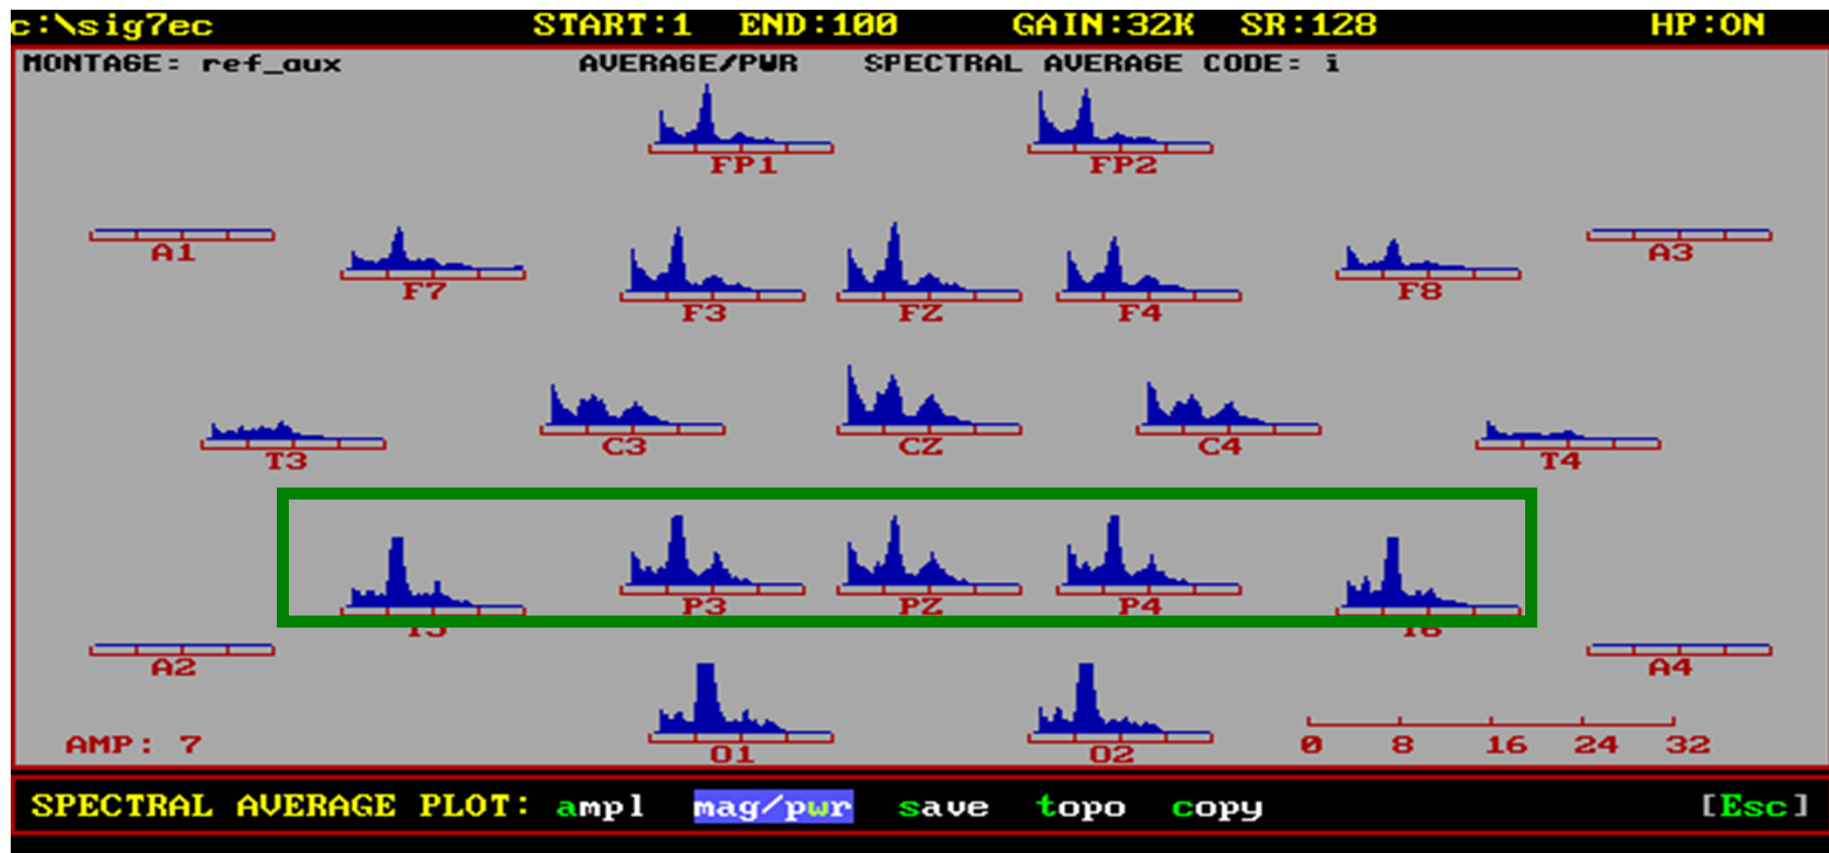 c:\sig7ec START:1 END:100 GAIN:32K SR:128 HP:ON
MONTAGE: ref_aux AVERAGE/PWR SPECTRAL AVERAGE CODE: i
FP1 FP2
A1 A3
F7 F8
F3 FZ F4
C3 CZ C4
T3 T4
P3 PZ P4
T5 T6
A2 A4
AMP: 7 0 8 16 24 32
O1 O2
SPECTRAL AVERAGE PLOT: ampl mag/pwr save topo copy [Esc]